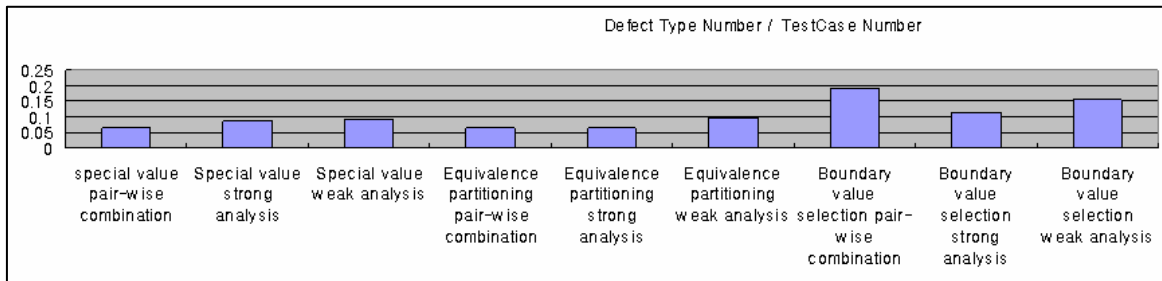 Defect Type Number / TestCase Number
0.25
0.2
0.15
0.1
0.05
0
special value
pair-wise
combination
Special value
strong
analysis
Special value
weak analysis
Equivalence
partitioning
pair-wise
combination
Equivalence
partitioning
strong
analysis
Equivalence
partitioning
weak analysis
Boundary
value
selection pair-
wise
combination
Boundary
value
selection
strong
analysis
Boundary
value
selection
weak analysis